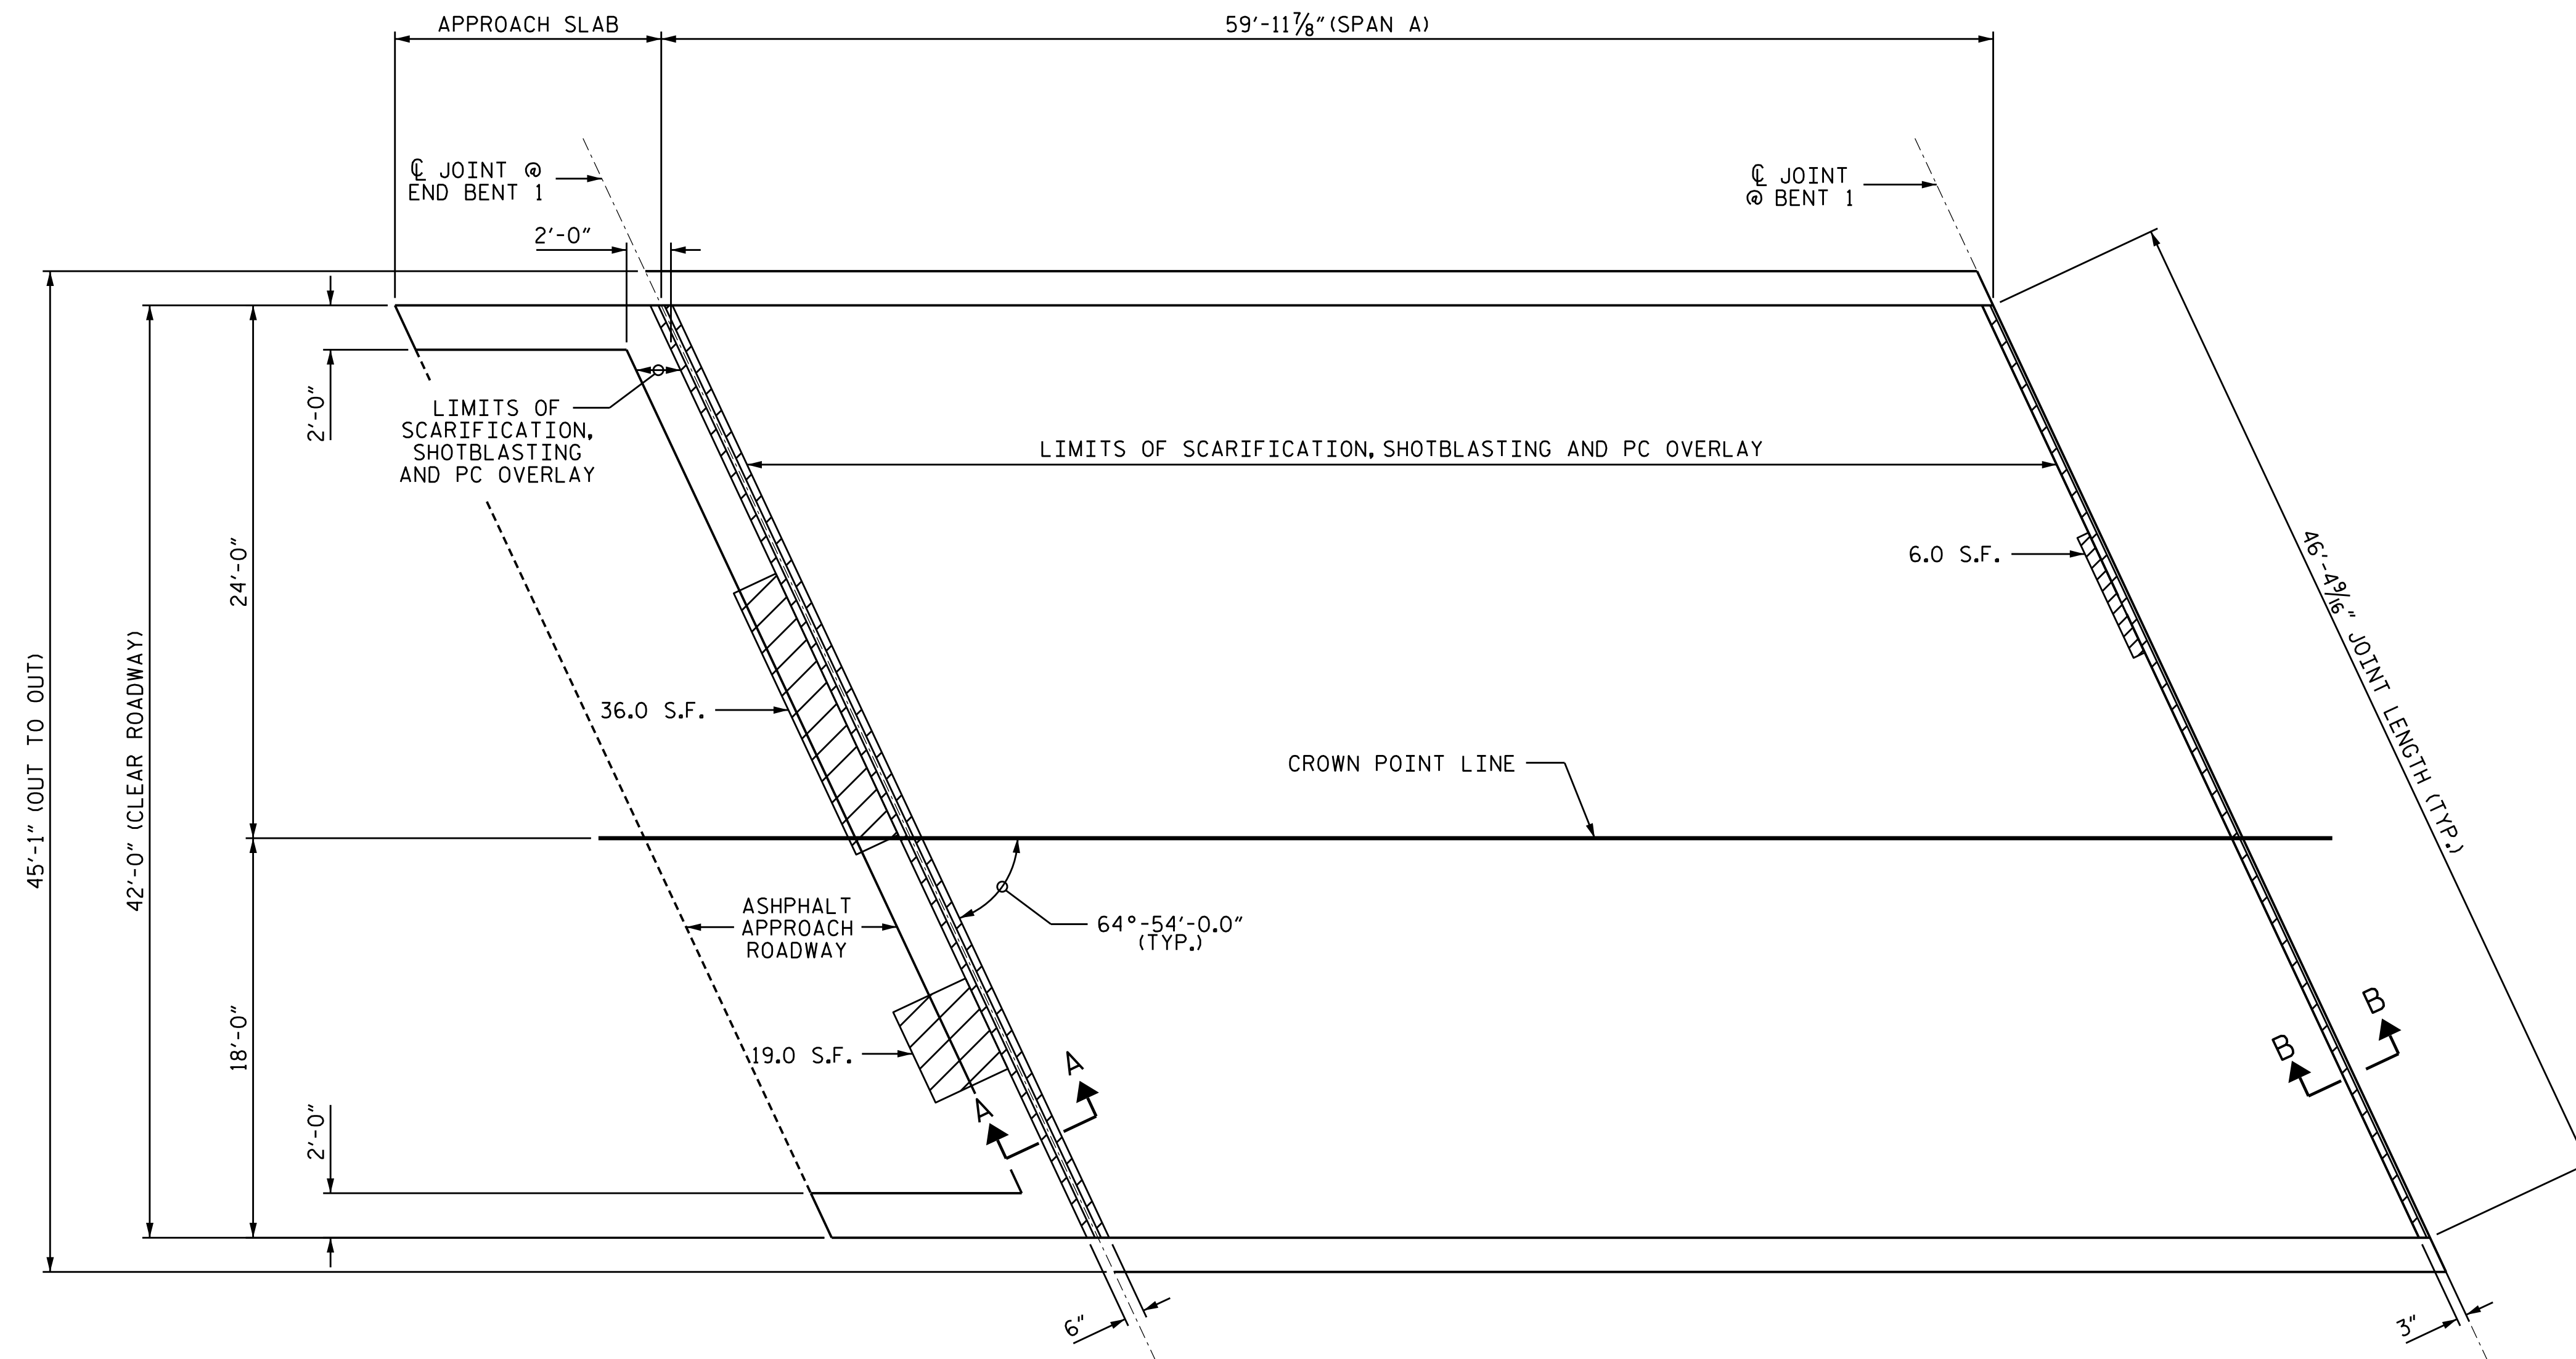 APPROACH SLAB
59'-11⅞" (SPAN A)
℄ JOINT @
END BENT 1
℄ JOINT
@ BENT 1
2'-0"
2'-0"
LIMITS OF
SCARIFICATION,
SHOTBLASTING
AND PC OVERLAY
LIMITS OF SCARIFICATION, SHOTBLASTING AND PC OVERLAY
24'-0"
6.0 S.F.
46'-4 9/16" JOINT LENGTH (TYP.)
45'-1" (OUT TO OUT)
42'-0" (CLEAR ROADWAY)
36.0 S.F.
CROWN POINT LINE
ASHPHALT
APPROACH
ROADWAY
64°-54'-0.0"
(TYP.)
18'-0"
19.0 S.F.
A
A
B
B
2'-0"
6"
3"